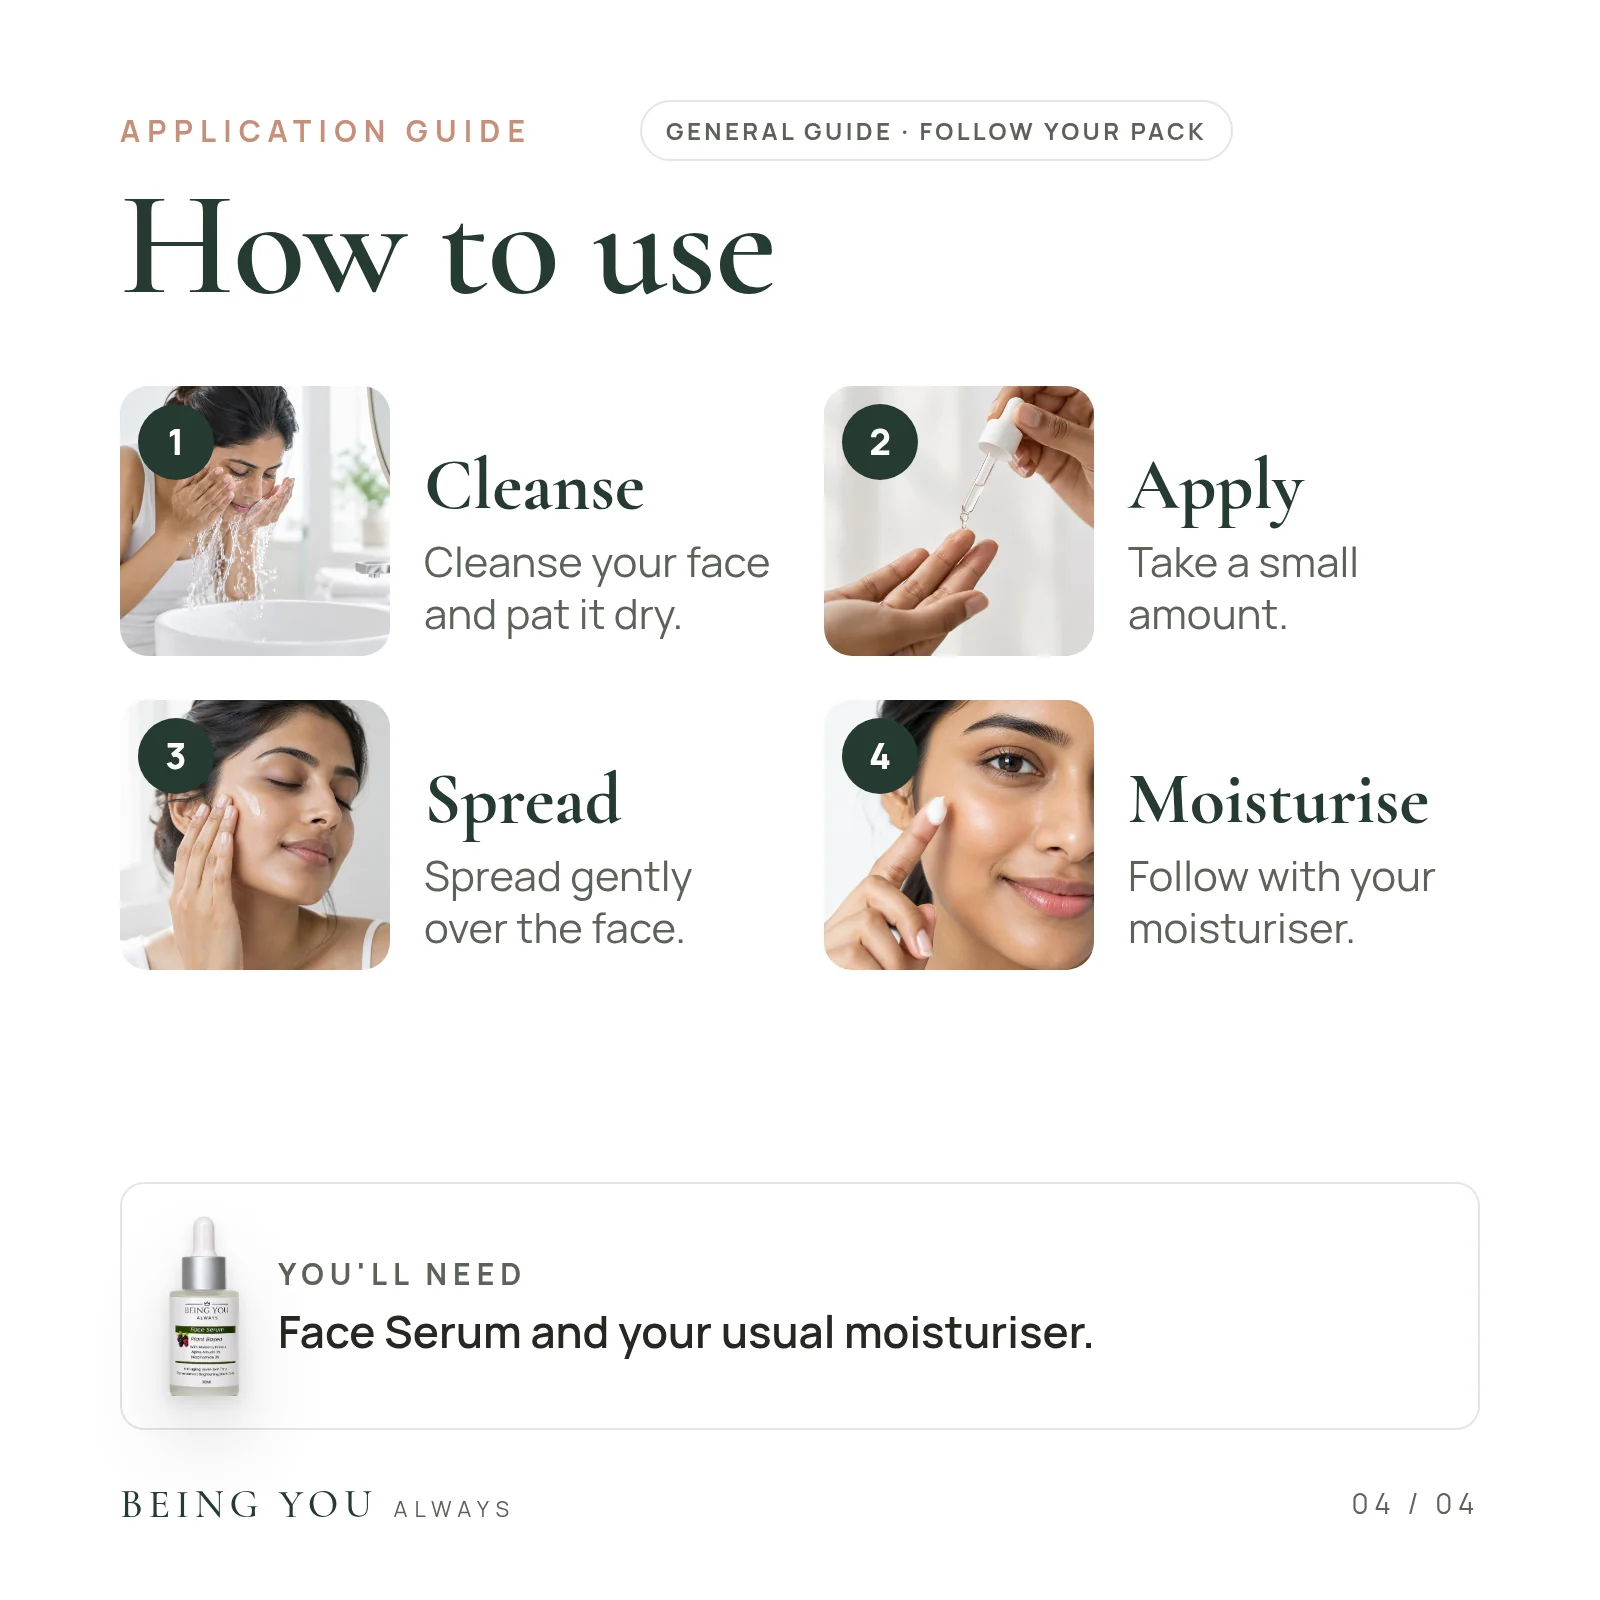 APPLICATION GUIDE
GENERAL GUIDE · FOLLOW YOUR PACK
How to use
1
Cleanse
Cleanse your face
and pat it dry.
2
Apply
Take a small
amount.
3
Spread
Spread gently
over the face.
4
Moisturise
Follow with your
moisturiser.
BEING YOU
ALWAYS
Face Serum
Plant Based
YOU'LL NEED
Face Serum and your usual moisturiser.
BEING YOU ALWAYS
04 / 04